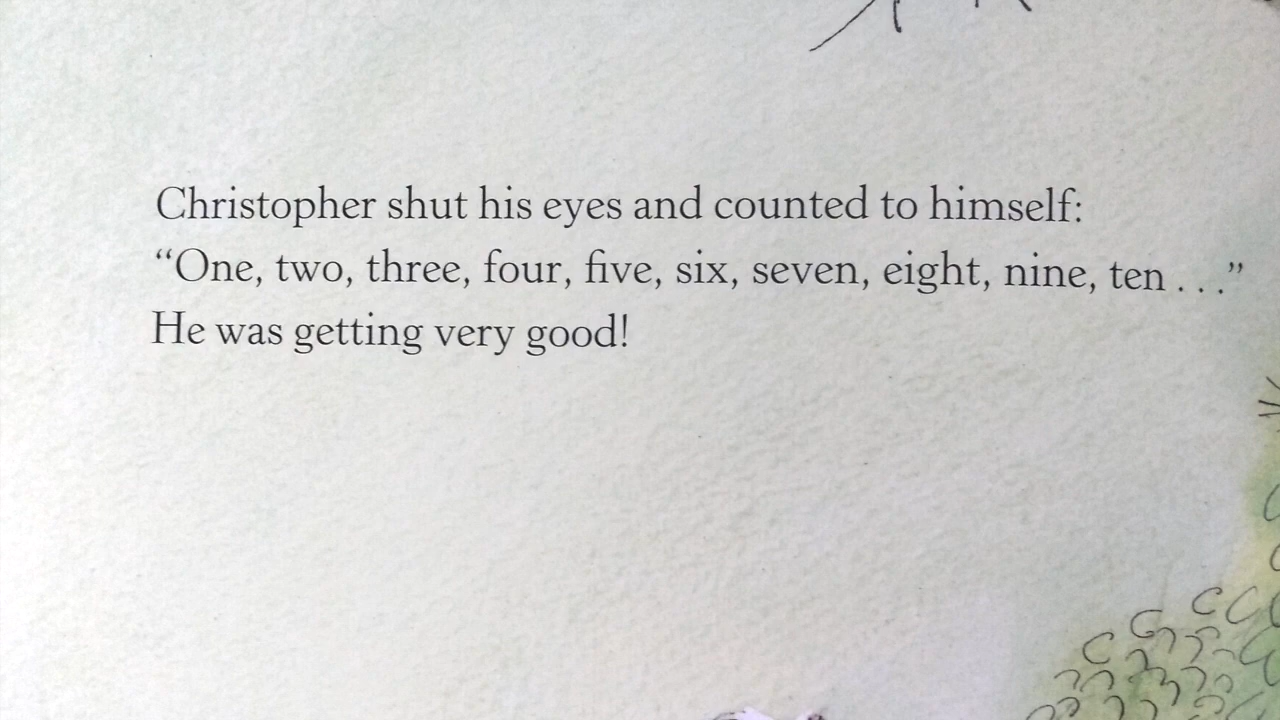 Christopher shut his eyes and counted to himself:
“One, two, three, four, five, six, seven, eight, nine, ten . . .”
He was getting very good!